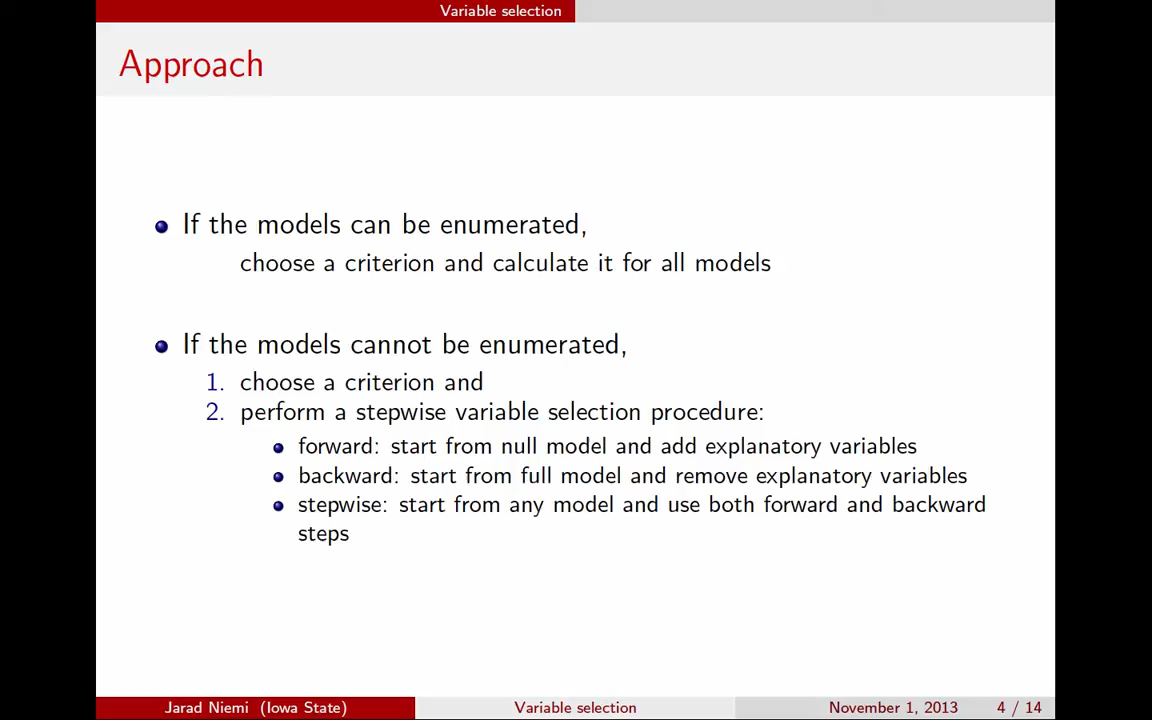 Variable selection
Approach
If the models can be enumerated,
choose a criterion and calculate it for all models
If the models cannot be enumerated,
1. choose a criterion and
2. perform a stepwise variable selection procedure:
forward: start from null model and add explanatory variables
backward: start from full model and remove explanatory variables
stepwise: start from any model and use both forward and backward
steps
Jarad Niemi (Iowa State) Variable selection November 1, 2013 4 / 14